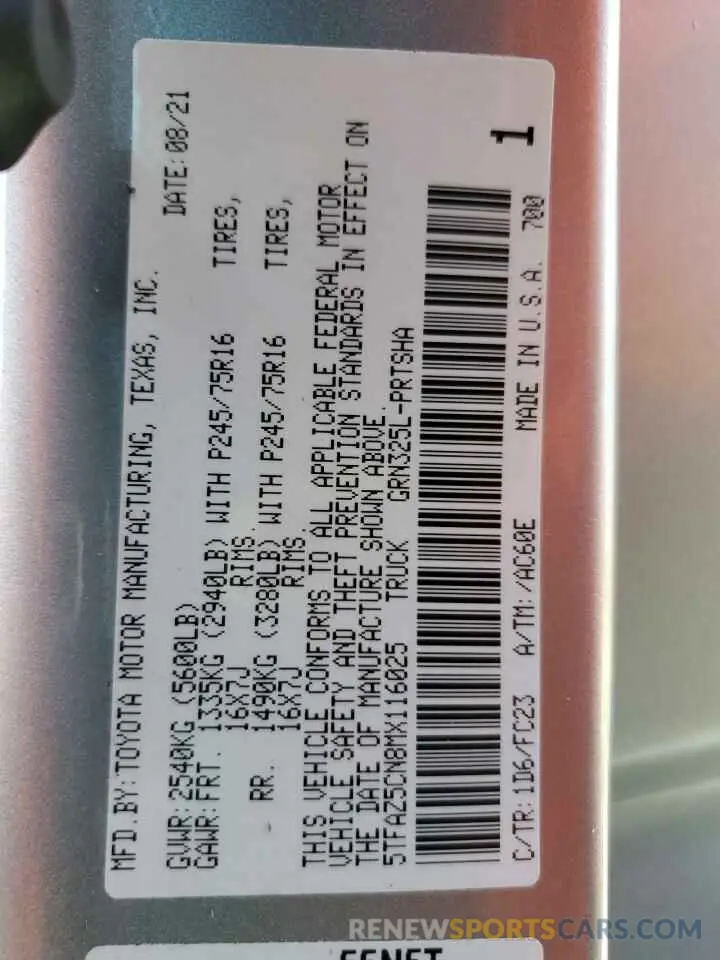 MFD.BY:TOYOTA MOTOR MANUFACTURING, TEXAS, INC. DATE:08/21
GVWR:2540KG (5600LB)
GAWR:FRT. 1335KG (2940LB) WITH P245/75R16 TIRES,
16X7J RIMS.
RR. 1490KG (3280LB) WITH P245/75R16 TIRES,
16X7J RIMS.
THIS VEHICLE CONFORMS TO ALL APPLICABLE FEDERAL MOTOR
VEHICLE SAFETY AND THEFT PREVENTION STANDARDS IN EFFECT ON
THE DATE OF MANUFACTURE SHOWN ABOVE.
5TFAZ5CN8MX116025 TRUCK GRN325L-PRTSHA
1
C/TR:1D6/FC23 A/TM:/AC60E MADE IN U.S.A. 700
RENEWSPORTSCARS.COM